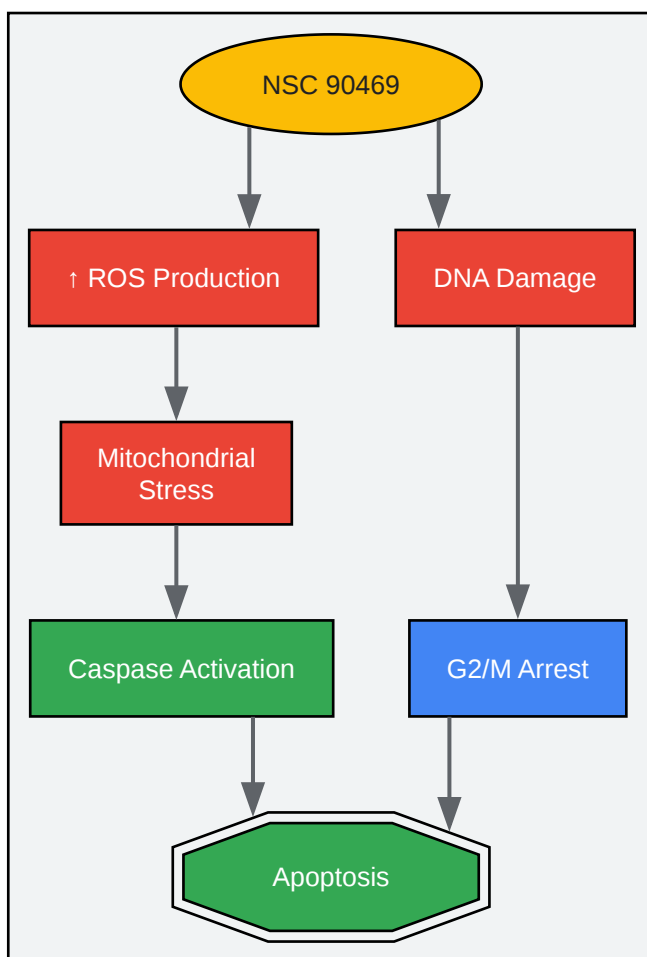 NSC 90469
↑ ROS Production
DNA Damage
Mitochondrial
Stress
Caspase Activation
G2/M Arrest
Apoptosis